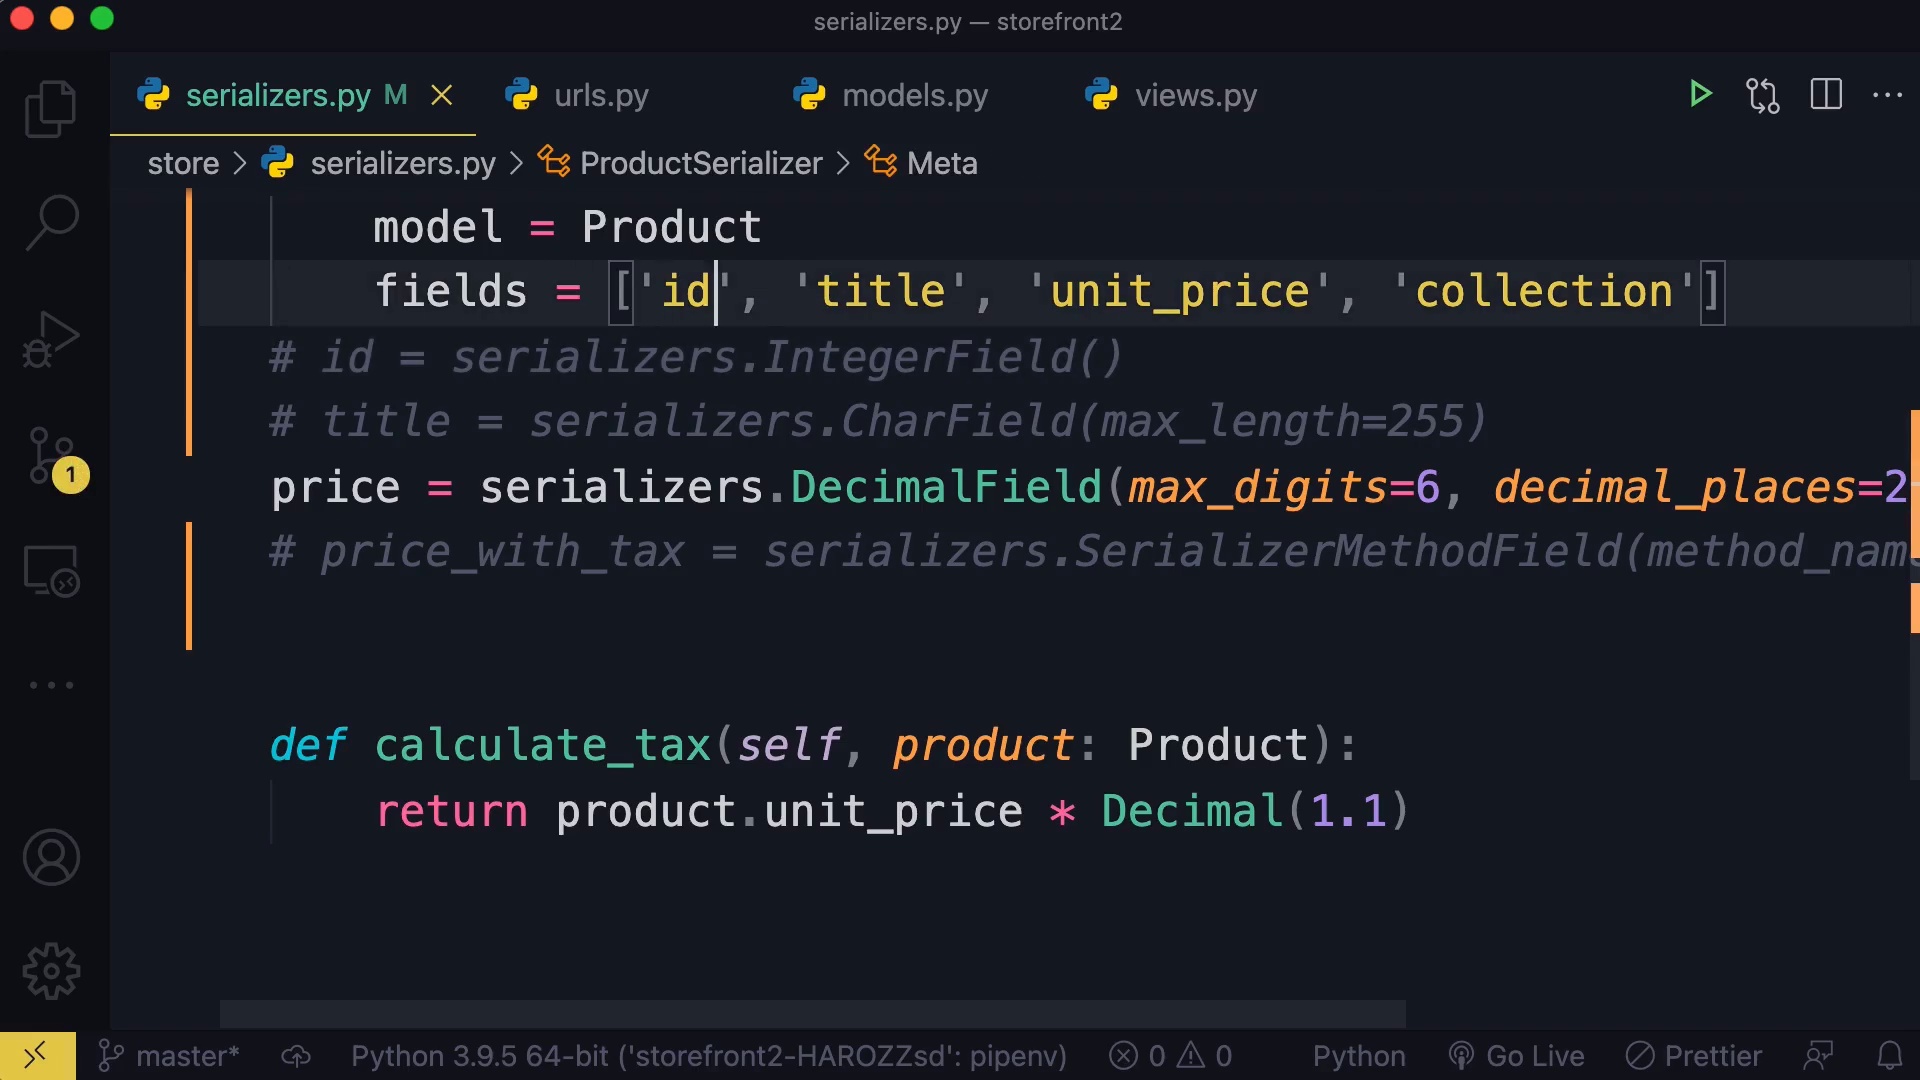 serializers.py — storefront2
serializers.py M urls.py models.py views.py
store > serializers.py > ProductSerializer > Meta
model = Product
fields = ['id', 'title', 'unit_price', 'collection']
# id = serializers.IntegerField()
# title = serializers.CharField(max_length=255)
price = serializers.DecimalField(max_digits=6, decimal_places=2
# price_with_tax = serializers.SerializerMethodField(method_nam
1
def calculate_tax(self, product: Product):
return product.unit_price * Decimal(1.1)
master* Python 3.9.5 64-bit ('storefront2-HAROZZsd': pipenv) 0 0 Python Go Live Prettier